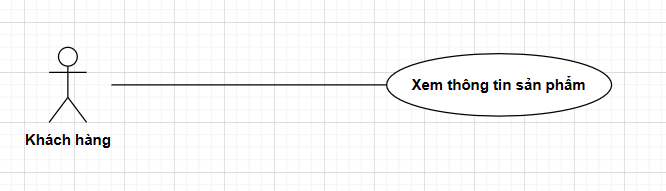 Xem thông tin sản phẩm
Khách hàng